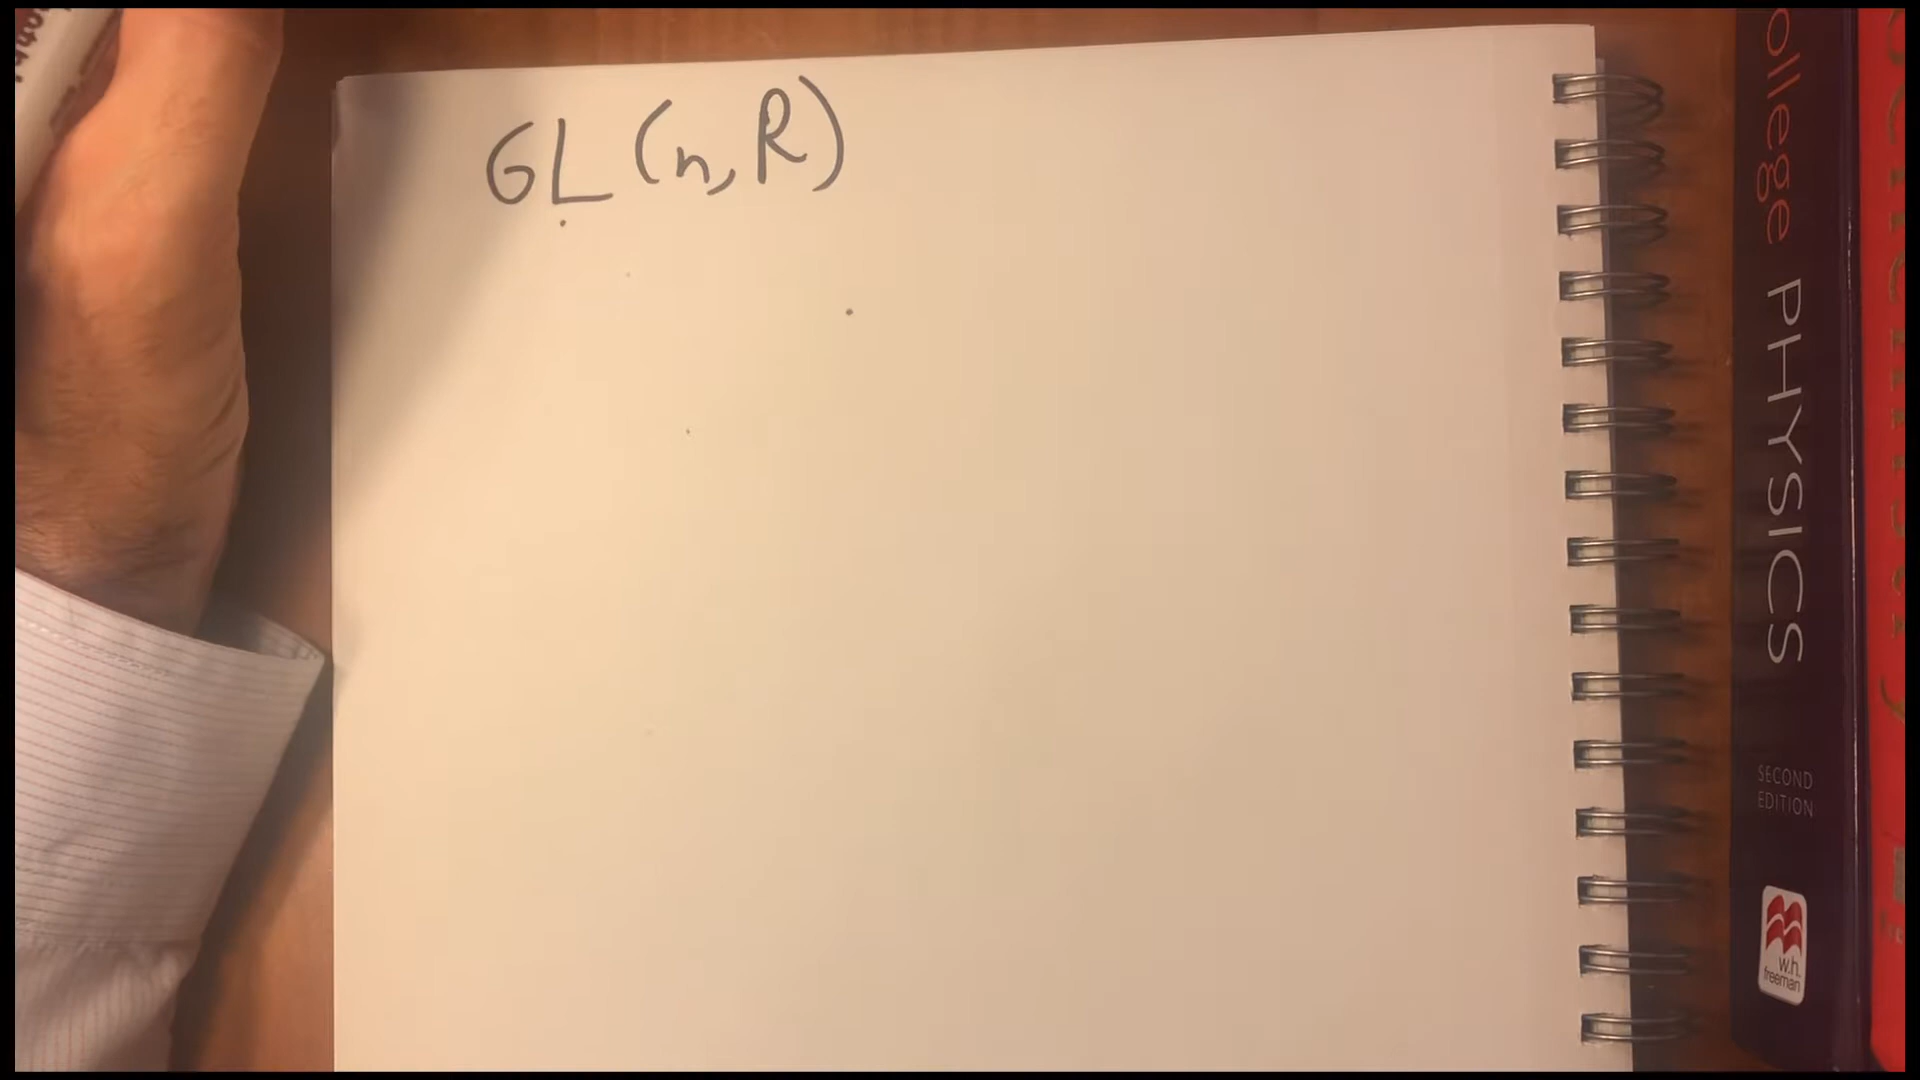 GL (n, R)
ollege PHYSICS
SECOND
EDITION
w.h.
freeman